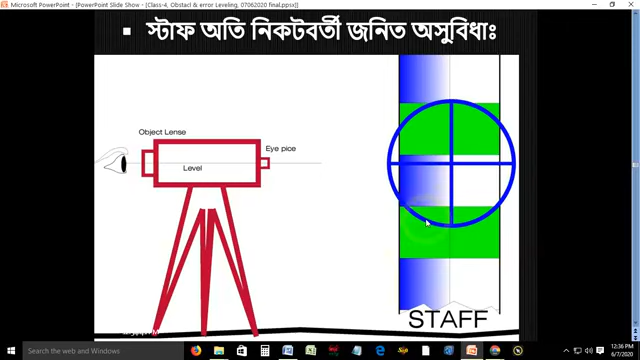 Microsoft PowerPoint - [PowerPoint Slide Show - [Class-4, Obstacl & error Leveling, 07062020 final.ppsx]]
▪ স্টাফ অতি নিকটবর্তী জনিত অসুবিধাঃ
Object Lense
Eye pice
Level
STAFF
Search the web and Windows
12:36 PM
6/7/2020